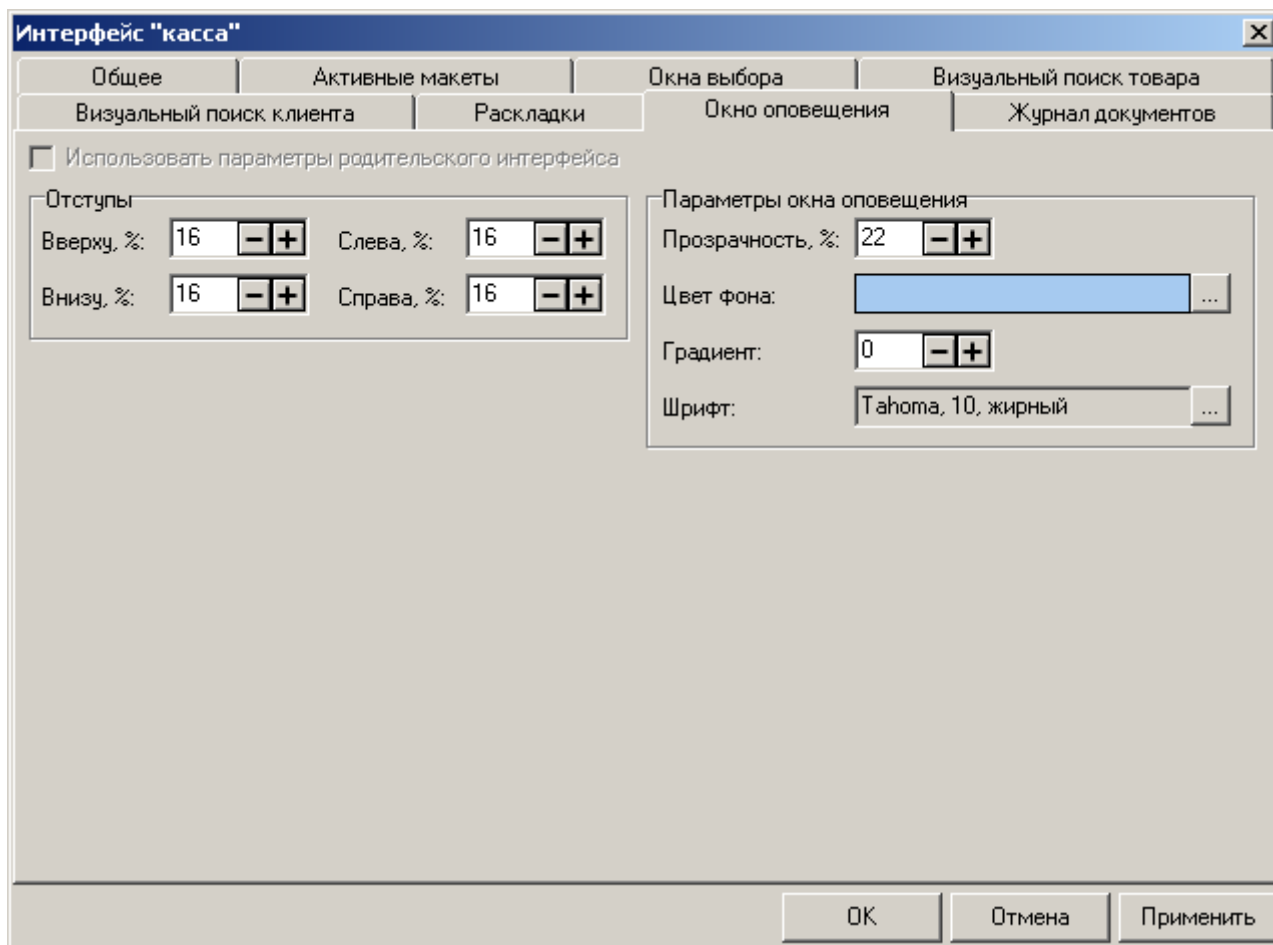 Интерфейс "касса"
Общее Активные макеты Окна выбора Визуальный поиск товара
Визуальный поиск клиента Раскладки Окно оповещения Журнал документов
Использовать параметры родительского интерфейса
Отступы
Вверху, %: 16 Слева, %: 16
Внизу, %: 16 Справа, %: 16
Параметры окна оповещения
Прозрачность, %: 22
Цвет фона: ...
Градиент: 0
Шрифт: Tahoma, 10, жирный ...
OK Отмена Применить